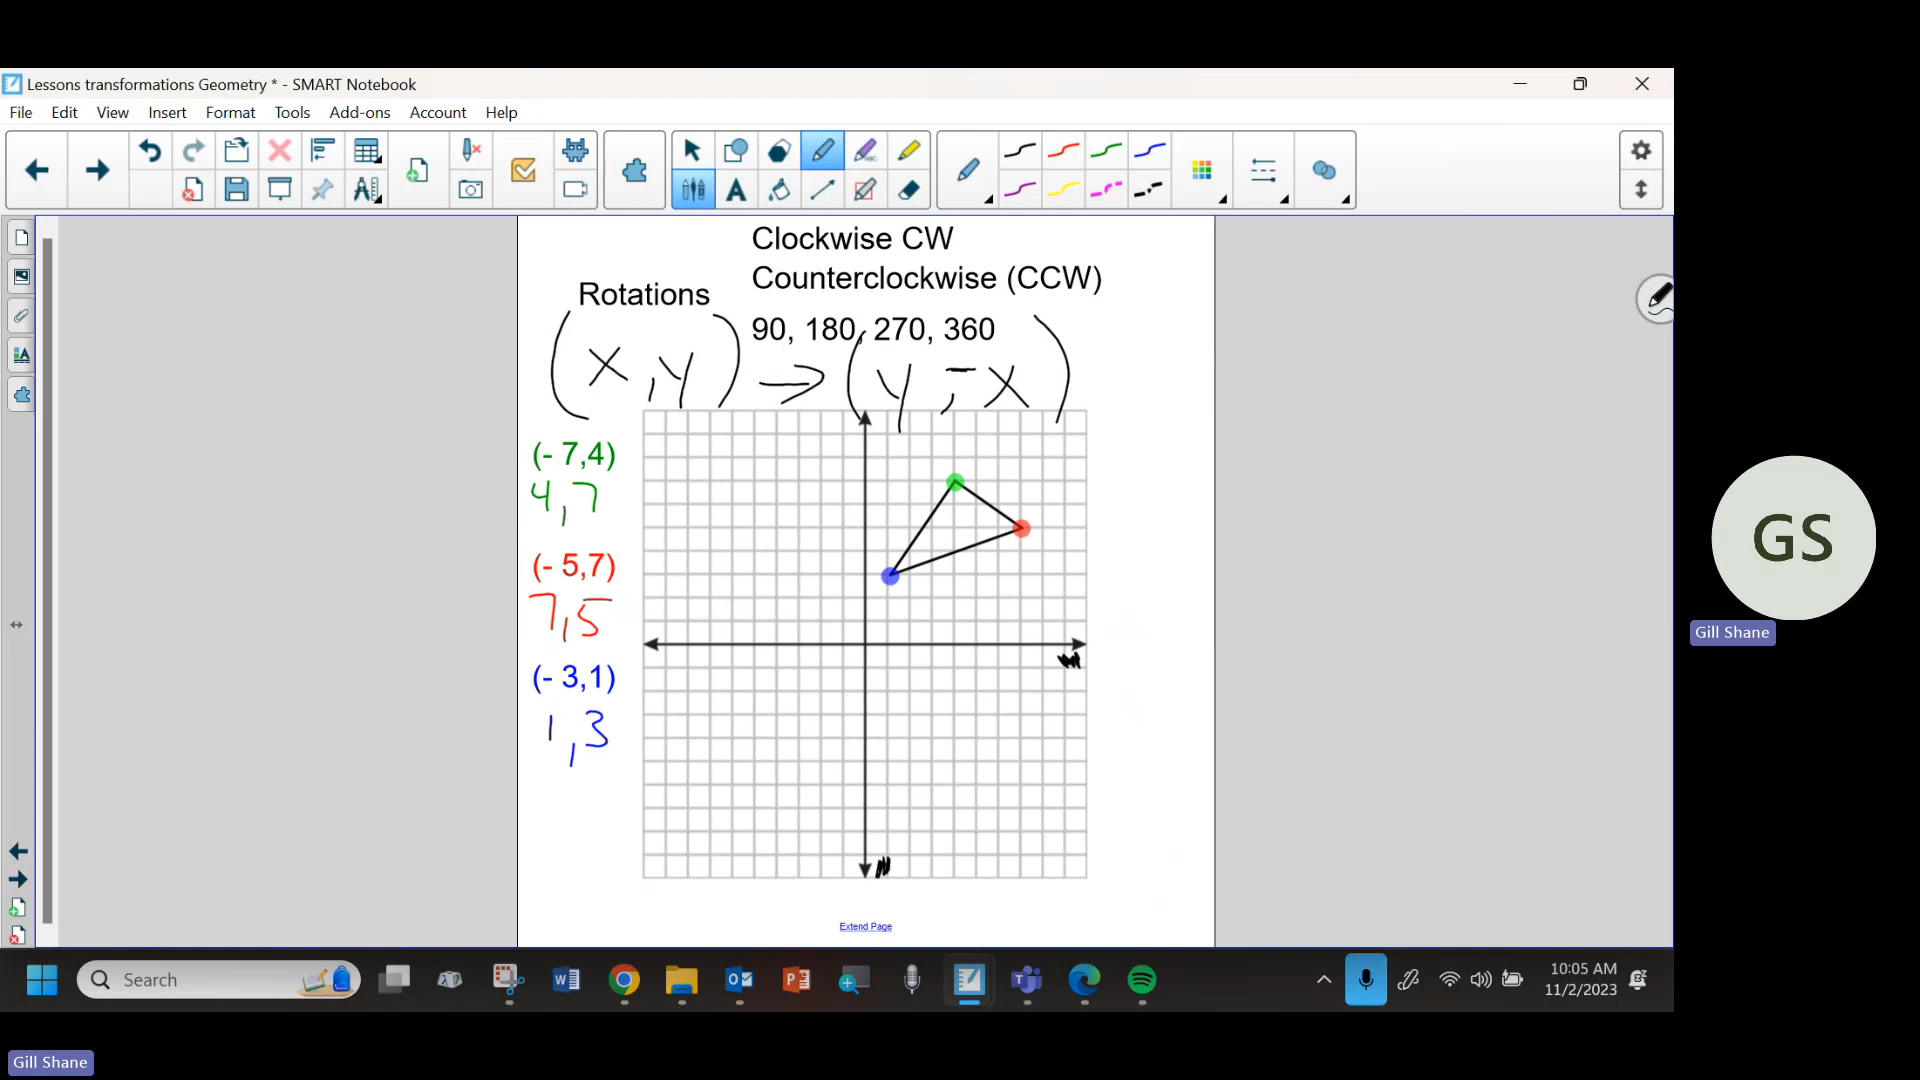 Lessons transformations Geometry * - SMART Notebook
File Edit View Insert Format Tools Add-ons Account Help
Clockwise CW
Counterclockwise (CCW)
Rotations
90, 180, 270, 360
(x,y) → (y,-x)
(- 7,4)
4,7
(- 5,7)
7,5
(- 3,1)
1,3
Extend Page
GS
Gill Shane
Search
10:05 AM
11/2/2023
Gill Shane